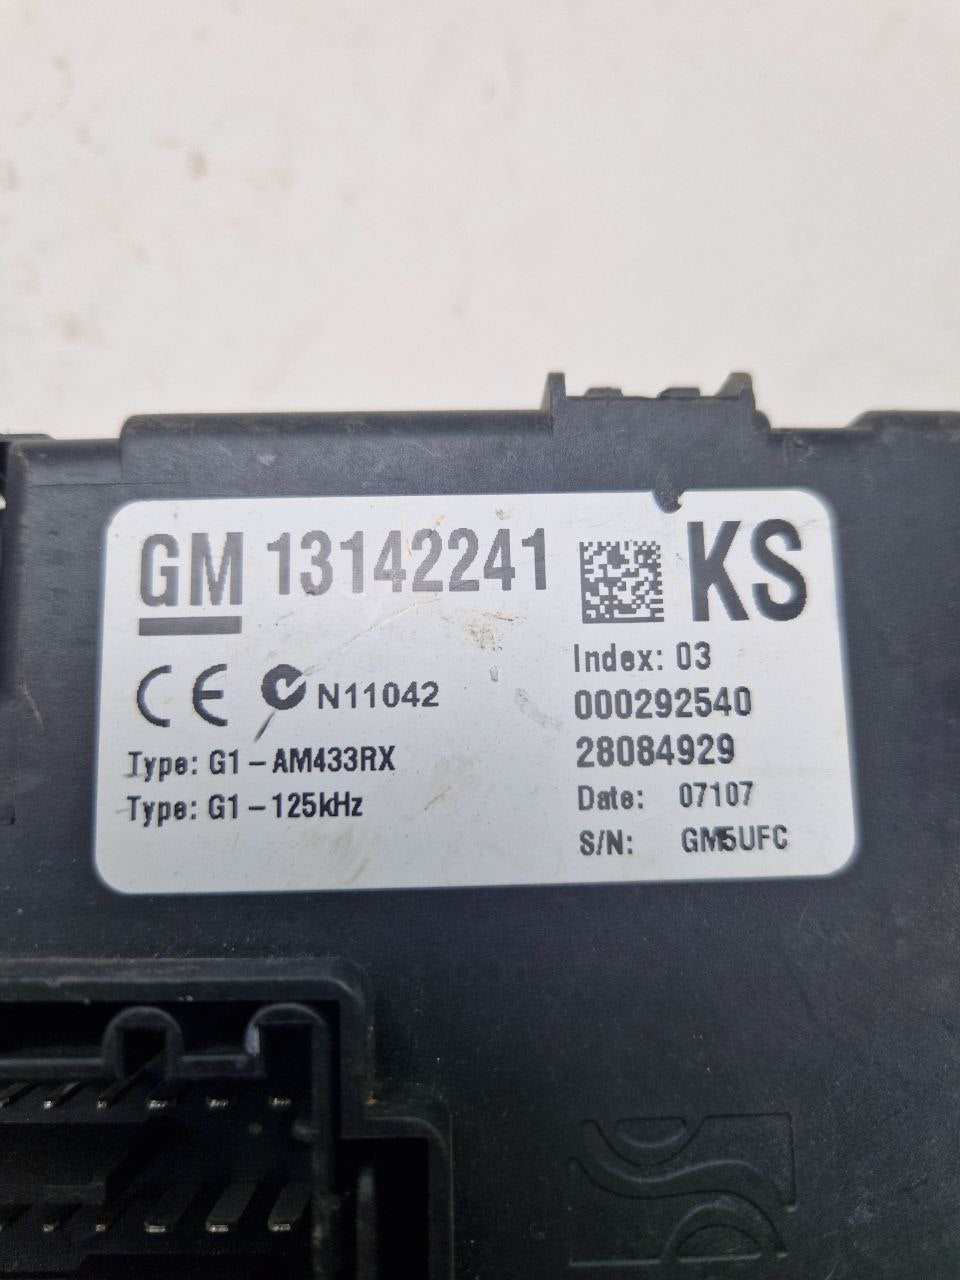 GM 13142241 KS
CE N11042
Index: 03
000292540
Type: G1-AM433RX
28084929
Type: G1-125kHz
Date: 07107
S/N: GM5UFC